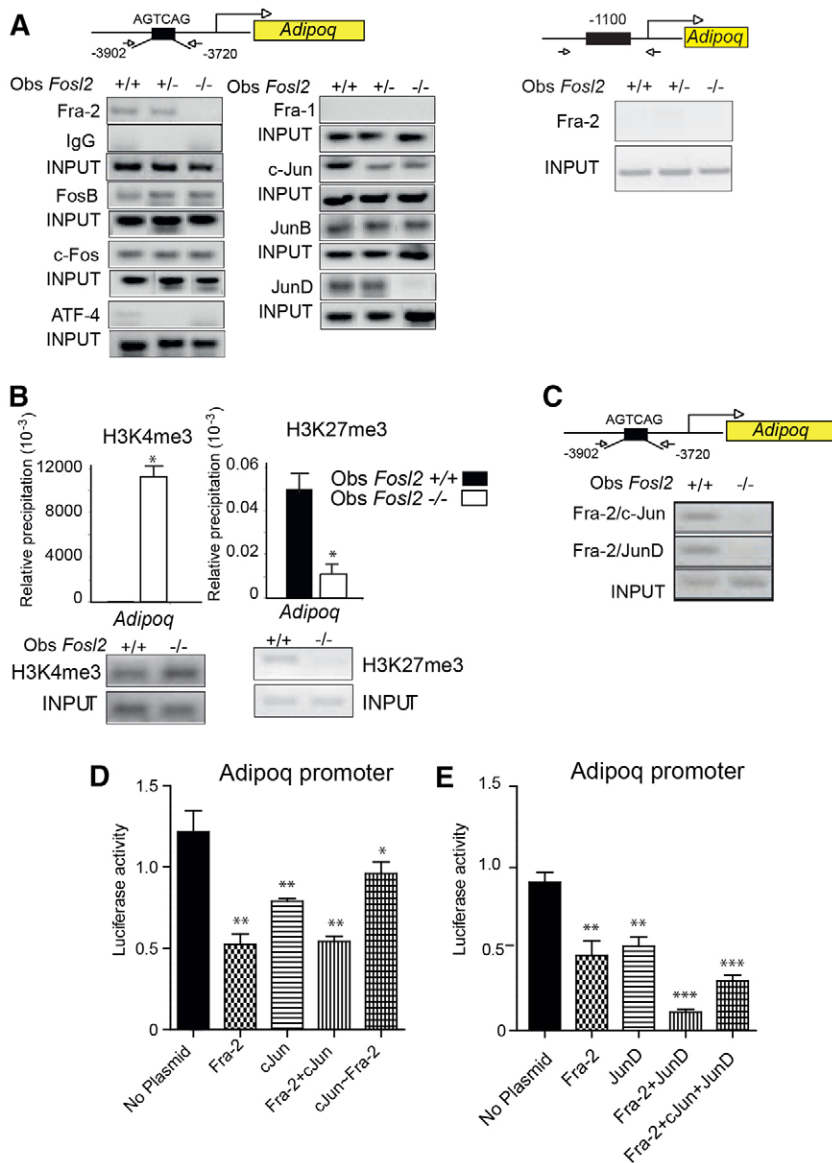 A
AGTCAG
-3902
-3720
Adipoq
Obs Fosl2 +/+ +/- -/-
Fra-2
IgG
INPUT
FosB
INPUT
c-Fos
INPUT
ATF-4
INPUT
Obs Fosl2 +/+ +/- -/-
Fra-1
INPUT
c-Jun
INPUT
JunB
INPUT
JunD
INPUT
-1100
Adipoq
Obs Fosl2 +/+ +/- -/-
Fra-2
INPUT
B
H3K4me3
Relative precipitation (10⁻³)
12000
8000
4000
0
*
Adipoq
Obs Fosl2 +/+ -/-
H3K4me3
INPUT
H3K27me3
Relative precipitation (10⁻³)
0.06
0.04
0.02
0
*
Adipoq
Obs Fosl2 +/+
Obs Fosl2 -/-
+/+ -/-
H3K27me3
INPUT
C
AGTCAG
-3902
-3720
Adipoq
Obs Fosl2 +/+ -/-
Fra-2/c-Jun
Fra-2/JunD
INPUT
D
Adipoq promoter
Luciferase activity
1.5
1.0
0.5
0
**
**
**
*
No Plasmid
Fra-2
cJun
Fra-2+cJun
cJun~Fra-2
E
Adipoq promoter
Luciferase activity
1.5
1.0
0.5
0
**
**
***
***
No Plasmid
Fra-2
JunD
Fra-2+JunD
Fra-2+cJun+JunD